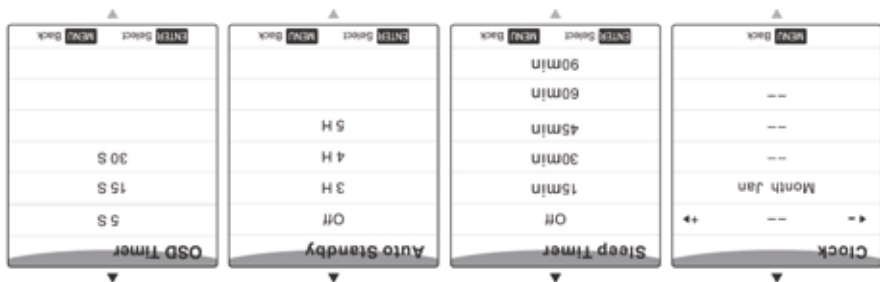 Clock
◄ - -- +►
Month Jan
--
--
--
MENU Back
Sleep Timer
Off
15min
30min
45min
60min
90min
ENTER Select MENU Back
Auto Standby
Off
3 H
4 H
5 H
ENTER Select MENU Back
OSD Timer
5 S
15 S
30 S
ENTER Select MENU Back